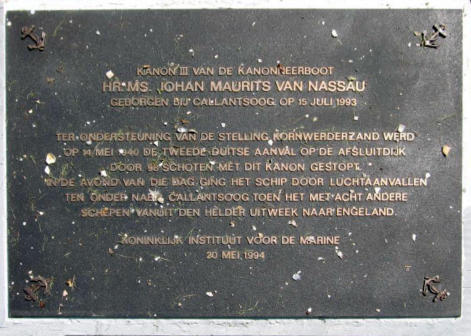 KANON III VAN DE KANONNEERBOOT
HR. MS. JOHAN MAURITS VAN NASSAU
GEBORGEN BIJ CALLANTSOOG OP 15 JULI 1993
TER ONDERSTEUNING VAN DE STELLING KORNWERDERZAND WERD
OP 14 MEI 1940 DE TWEEDE DUITSE AANVAL OP DE AFSLUITDIJK
DOOR SCHOTEN MET DIT KANON GESTOPT.
IN DE AVOND VAN DIE DAG GING HET SCHIP DOOR LUCHTAANVALLEN
TEN ONDER NABIJ CALLANTSOOG TOEN HET MET ACHT ANDERE
SCHEPEN VANUIT DEN HELDER UITWEEK NAAR ENGELAND.
KONINKLIJK INSTITUUT VOOR DE MARINE
20 MEI 1994